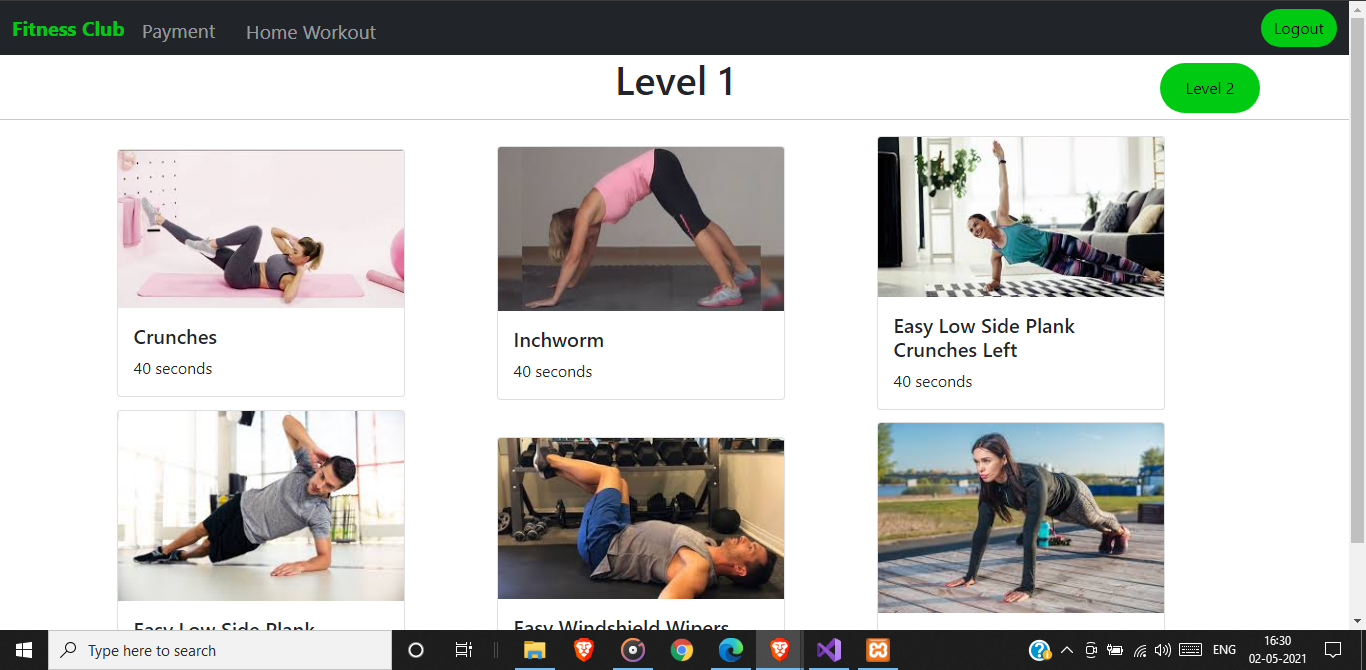 Fitness Club Payment Home Workout Logout
Level 1 Level 2
Crunches
40 seconds
Inchworm
40 seconds
Easy Low Side Plank
Crunches Left
40 seconds
Easy Low Side Plank
Easy Windshield Wipers
Type here to search
ENG
16:30
02-05-2021